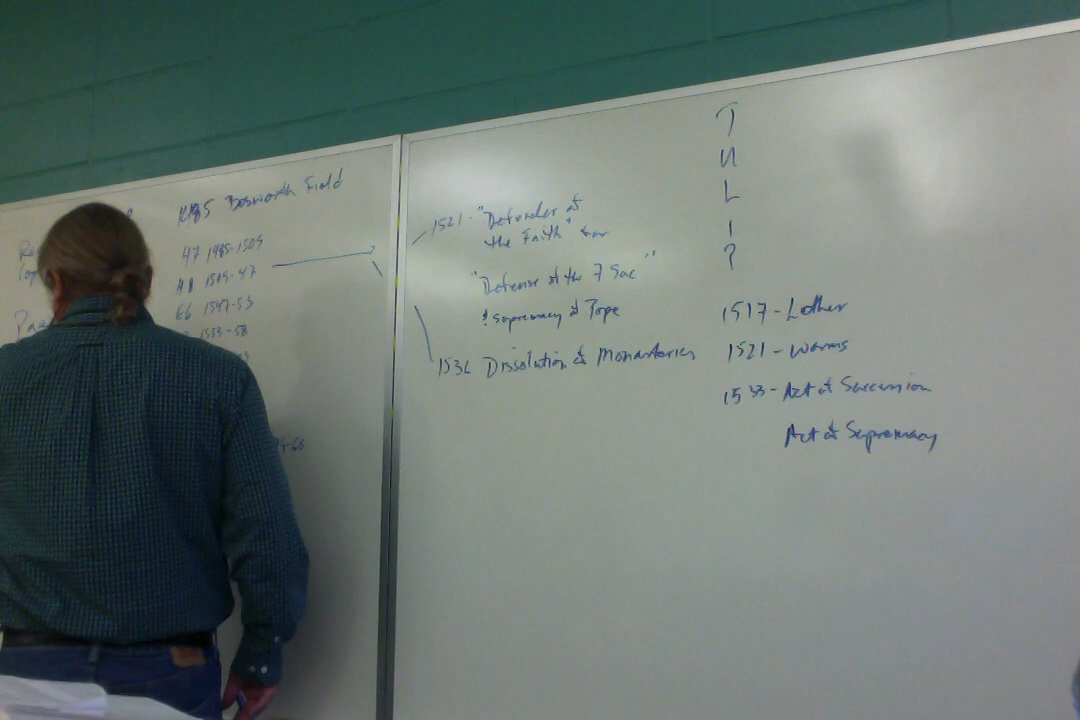 1485 Bosworth Field
H7 1485-1509
H8 1509-47
E6 1547-53
1553-58
1521- "Defender of
the Faith" for
"Defense of the 7 Sac"
& Supremacy of Pope
1536 Dissolution of Monasteries
T
U
L
I
P
1517- Luther
1521- Worms
1533- Act of Succession
Act of Supremacy